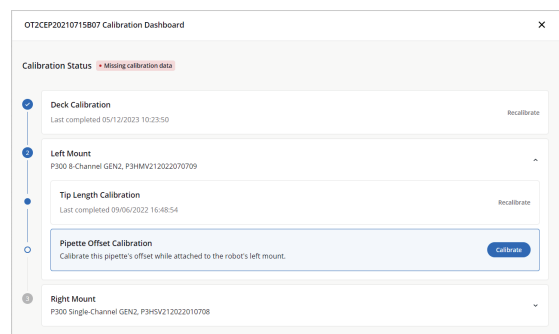 OT2CEP20210715B07 Calibration Dashboard
Calibration Status • Missing calibration data
Deck Calibration
Last completed 05/12/2023 10:23:50
Recalibrate
2
Left Mount
P300 8-Channel GEN2, P3HMV212022070709
Tip Length Calibration
Last completed 09/06/2022 16:48:54
Recalibrate
Pipette Offset Calibration
Calibrate this pipette's offset while attached to the robot's left mount.
Calibrate
3
Right Mount
P300 Single-Channel GEN2, P3HSV212022010708